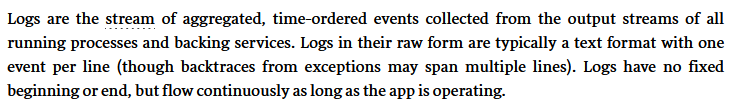 Logs are the stream of aggregated, time-ordered events collected from the output streams of all
running processes and backing services. Logs in their raw form are typically a text format with one
event per line (though backtraces from exceptions may span multiple lines). Logs have no fixed
beginning or end, but flow continuously as long as the app is operating.